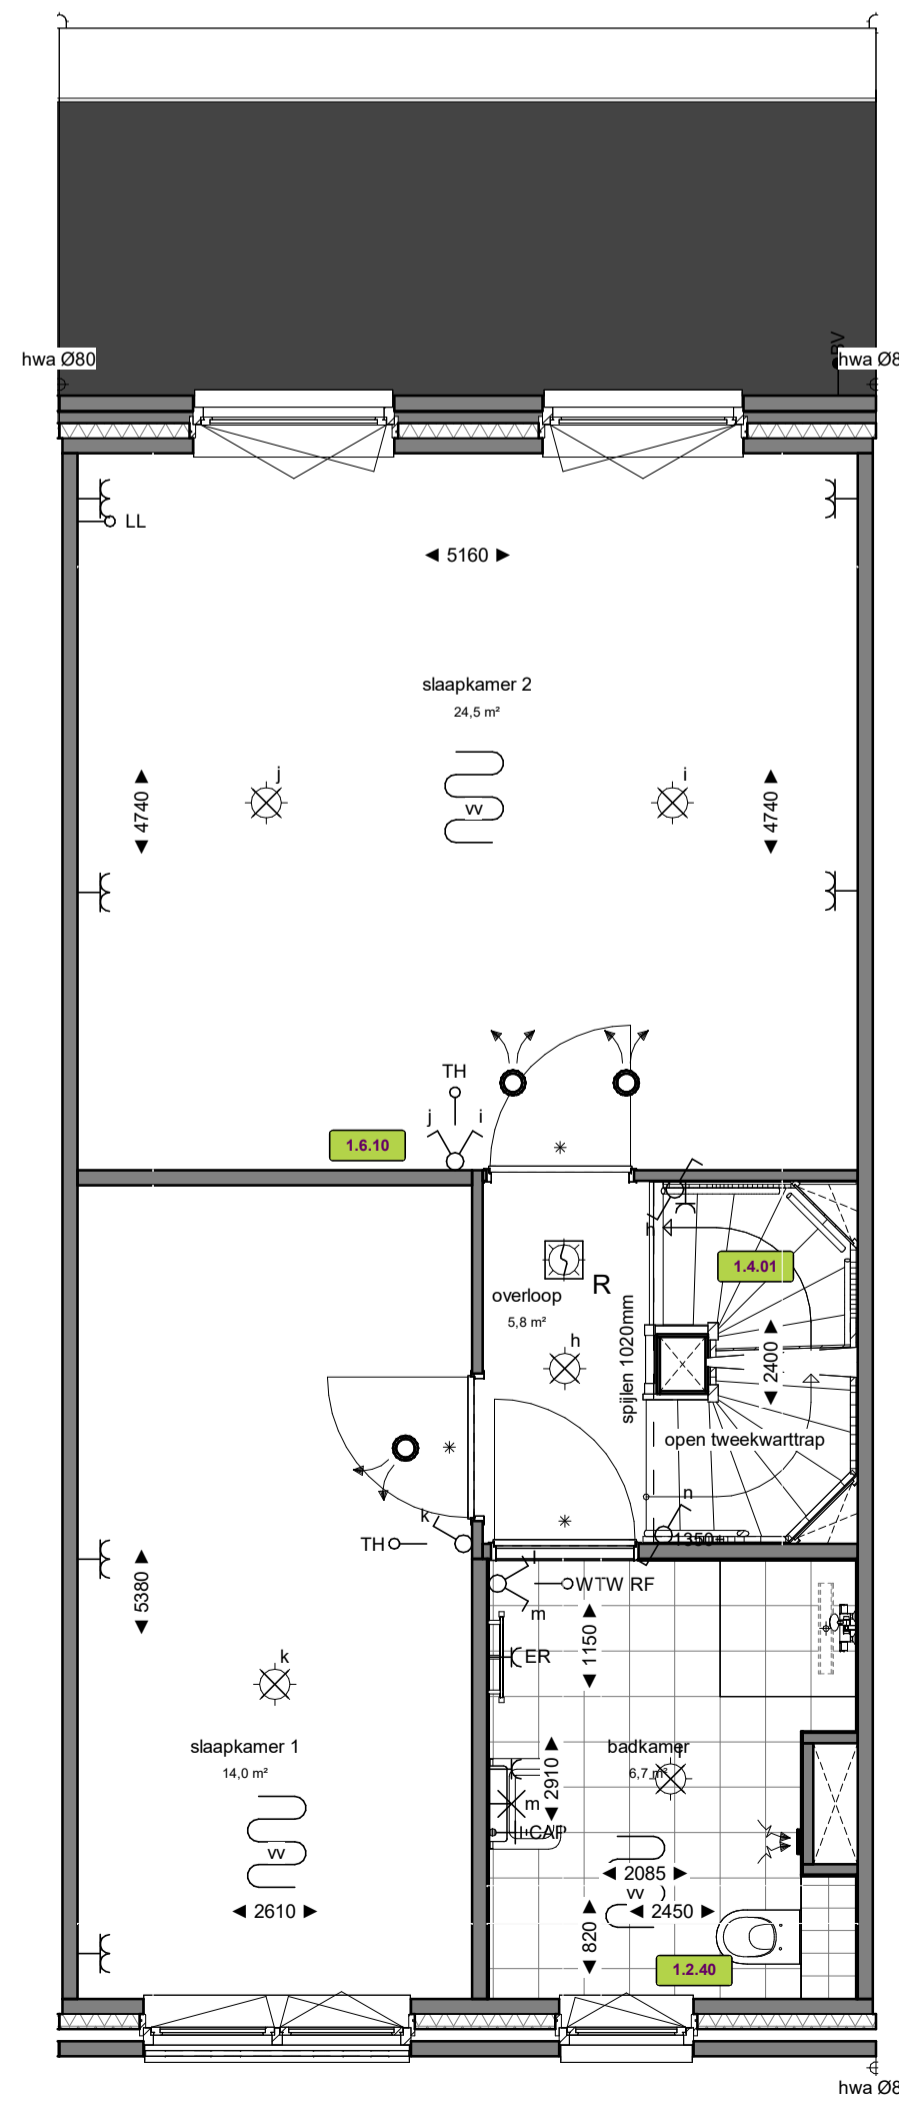 hwa Ø80
BV
hwa Ø8
LL
◄ 5160 ►
slaapkamer 2
24,5 m²
j
i
◄ 4740 ►
vv
◄ 4740 ►
TH
j
i
1.6.10
h
1.4.01
R
overloop
5,8 m²
h
spijlen 1020mm
◄ 2400 ►
open tweekwarttrap
n
k
TH
1350+
l
WTW RF
m
◄ 5380 ►
◄ 1150 ►
ER
k
slaapkamer 1
14,0 m²
badkamer
6,7 m²
l
◄ 2910 ►
m
CAP
vv
◄ 2085 ►
vv
◄ 2610 ►
◄ 2450 ►
◄ 820 ►
1.2.40
hwa Ø8